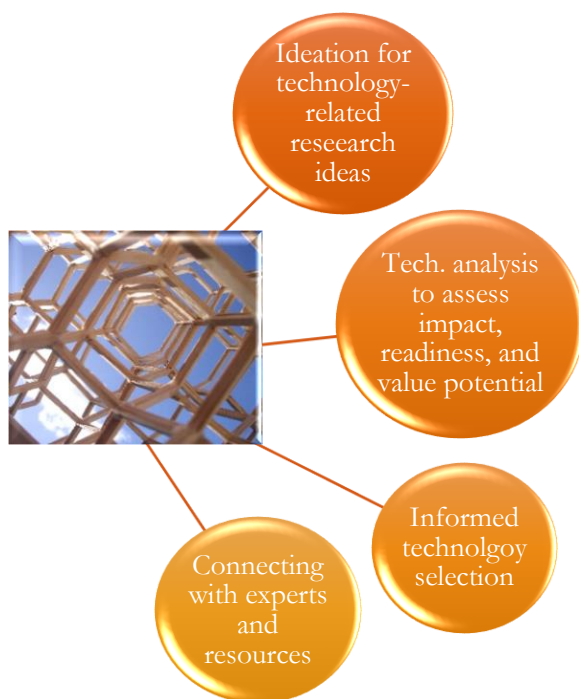 Ideation for
technology-
related
reseearch
ideas
Tech. analysis
to assess
impact,
readiness, and
value potential
Informed
technolgoy
selection
Connecting
with experts
and
resources